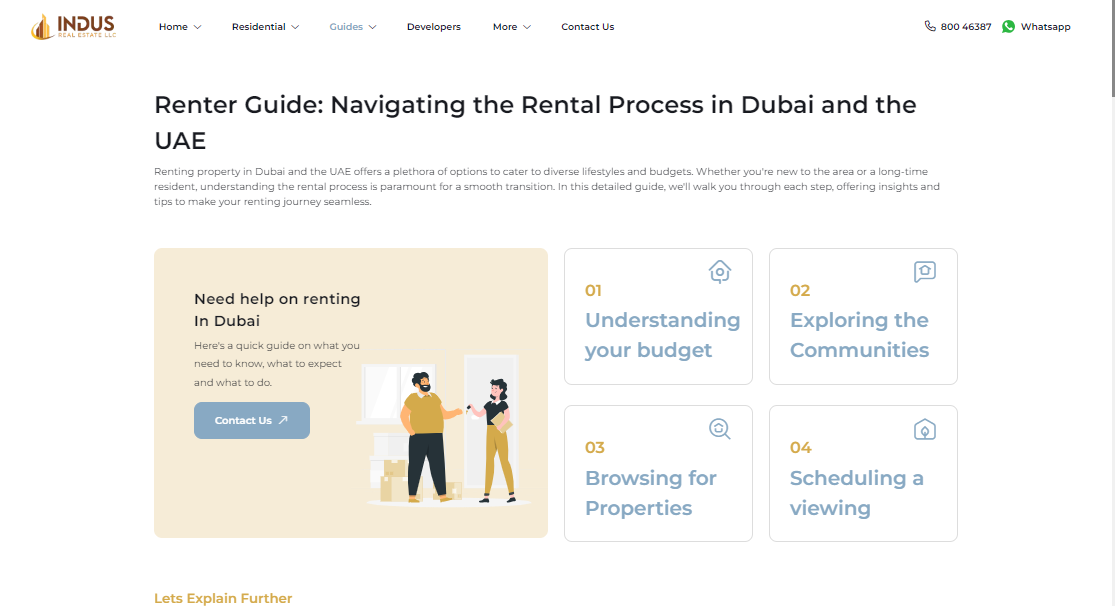 INDUS
REAL ESTATE LLC
Home
Residential
Guides
Developers
More
Contact Us
800 46387
Whatsapp
Renter Guide: Navigating the Rental Process in Dubai and the
UAE
Renting property in Dubai and the UAE offers a plethora of options to cater to diverse lifestyles and budgets. Whether you're new to the area or a long-time
resident, understanding the rental process is paramount for a smooth transition. In this detailed guide, we'll walk you through each step, offering insights and
tips to make your renting journey seamless.
Need help on renting
In Dubai
Here's a quick guide on what you
need to know, what to expect
and what to do.
Contact Us
01
Understanding
your budget
02
Exploring the
Communities
03
Browsing for
Properties
04
Scheduling a
viewing
Lets Explain Further